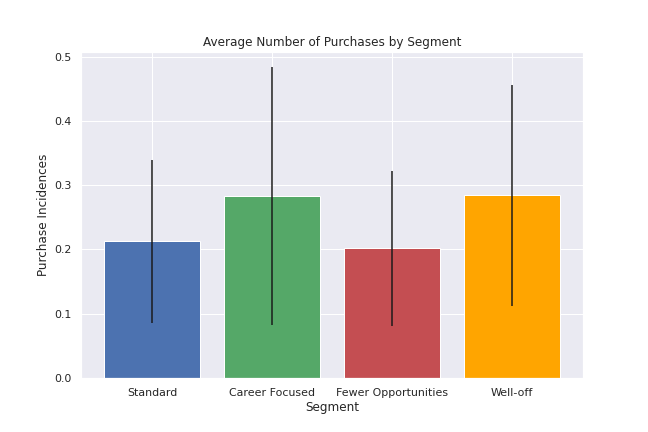 Average Number of Purchases by Segment
0.5
0.4
0.3
0.2
0.1
0.0
Purchase Incidences
Standard
Career Focused
Fewer Opportunities
Well-off
Segment